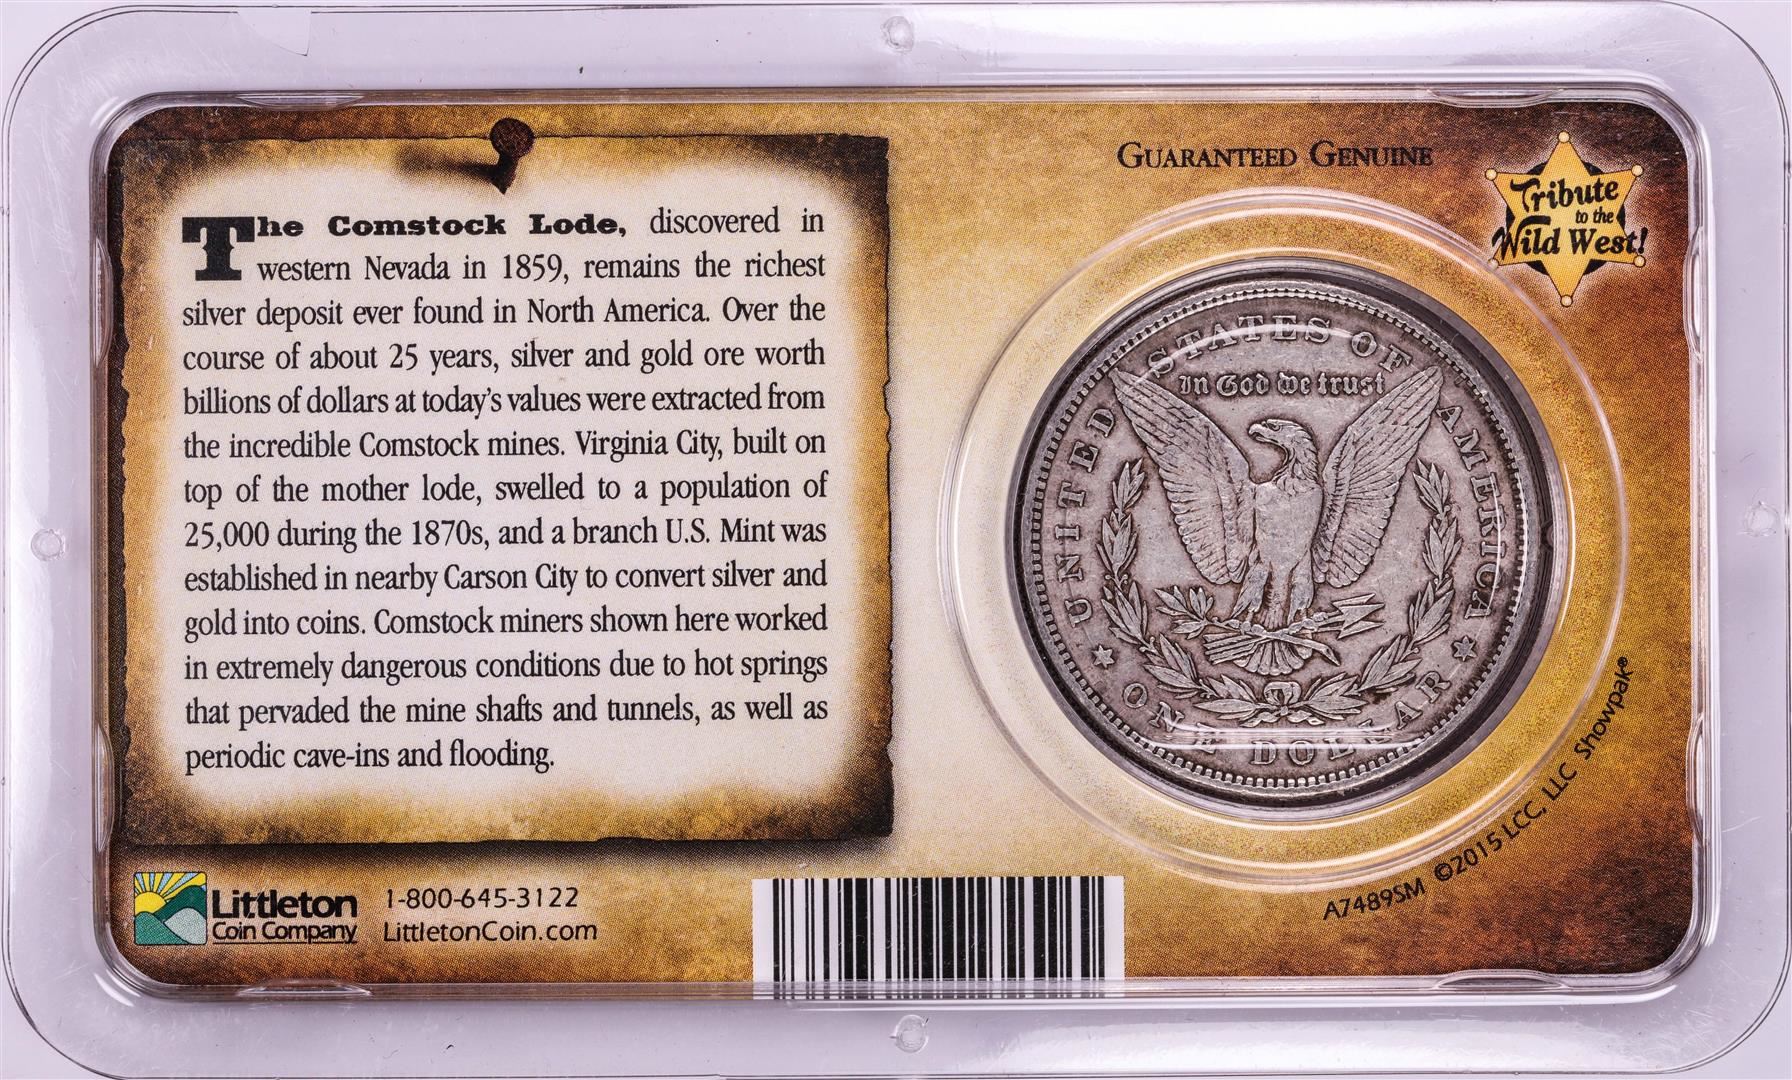 The Comstock Lode, discovered in
western Nevada in 1859, remains the richest
silver deposit ever found in North America. Over the
course of about 25 years, silver and gold ore worth
billions of dollars at today's values were extracted from
the incredible Comstock mines. Virginia City, built on
top of the mother lode, swelled to a population of
25,000 during the 1870s, and a branch U.S. Mint was
established in nearby Carson City to convert silver and
gold into coins. Comstock miners shown here worked
in extremely dangerous conditions due to hot springs
that pervaded the mine shafts and tunnels, as well as
periodic cave-ins and flooding.
Littleton
Coin Company
1-800-645-3122
LittletonCoin.com
GUARANTEED GENUINE
Tribute
to the
Wild West!
UNITED STATES OF AMERICA
In God we trust
ONE DOLLAR
A7489SM ©2015 LCC, LLC Showpak®